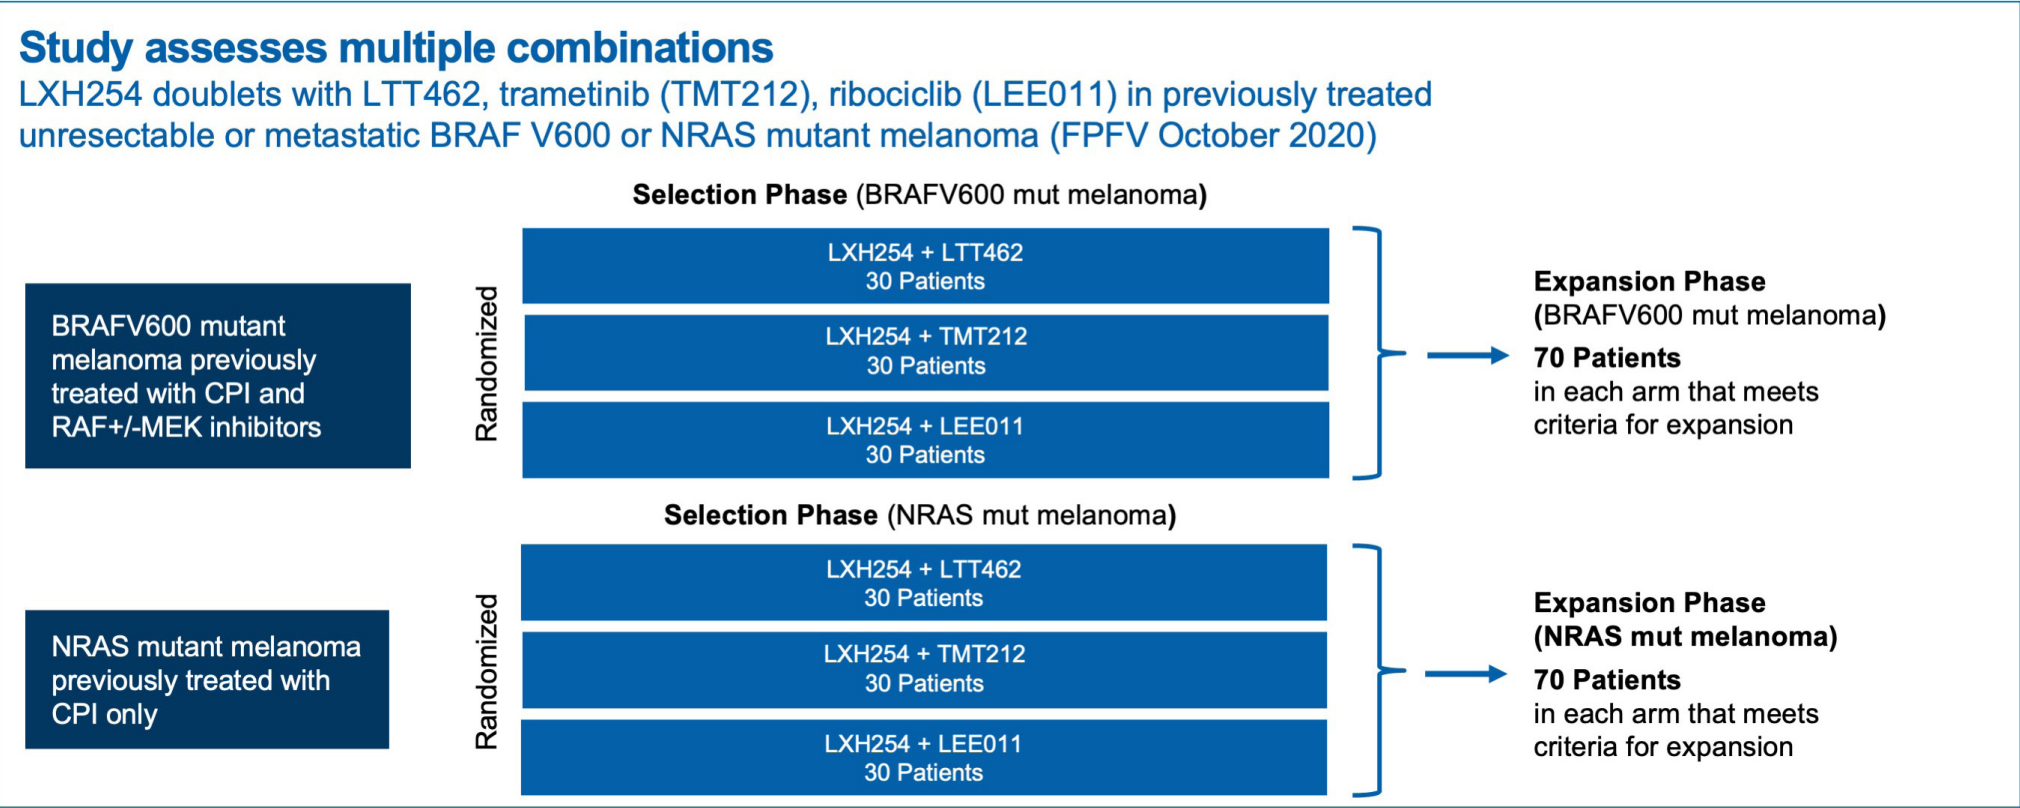 Study assesses multiple combinations
LXH254 doublets with LTT462, trametinib (TMT212), ribociclib (LEE011) in previously treated
unresectable or metastatic BRAF V600 or NRAS mutant melanoma (FPFV October 2020)
Selection Phase (BRAFV600 mut melanoma)
BRAFV600 mutant
melanoma previously
treated with CPI and
RAF+/-MEK inhibitors
Randomized
LXH254 + LTT462
30 Patients
LXH254 + TMT212
30 Patients
LXH254 + LEE011
30 Patients
Expansion Phase
(BRAFV600 mut melanoma)
70 Patients
in each arm that meets
criteria for expansion
Selection Phase (NRAS mut melanoma)
NRAS mutant melanoma
previously treated with
CPI only
Randomized
LXH254 + LTT462
30 Patients
LXH254 + TMT212
30 Patients
LXH254 + LEE011
30 Patients
Expansion Phase
(NRAS mut melanoma)
70 Patients
in each arm that meets
criteria for expansion